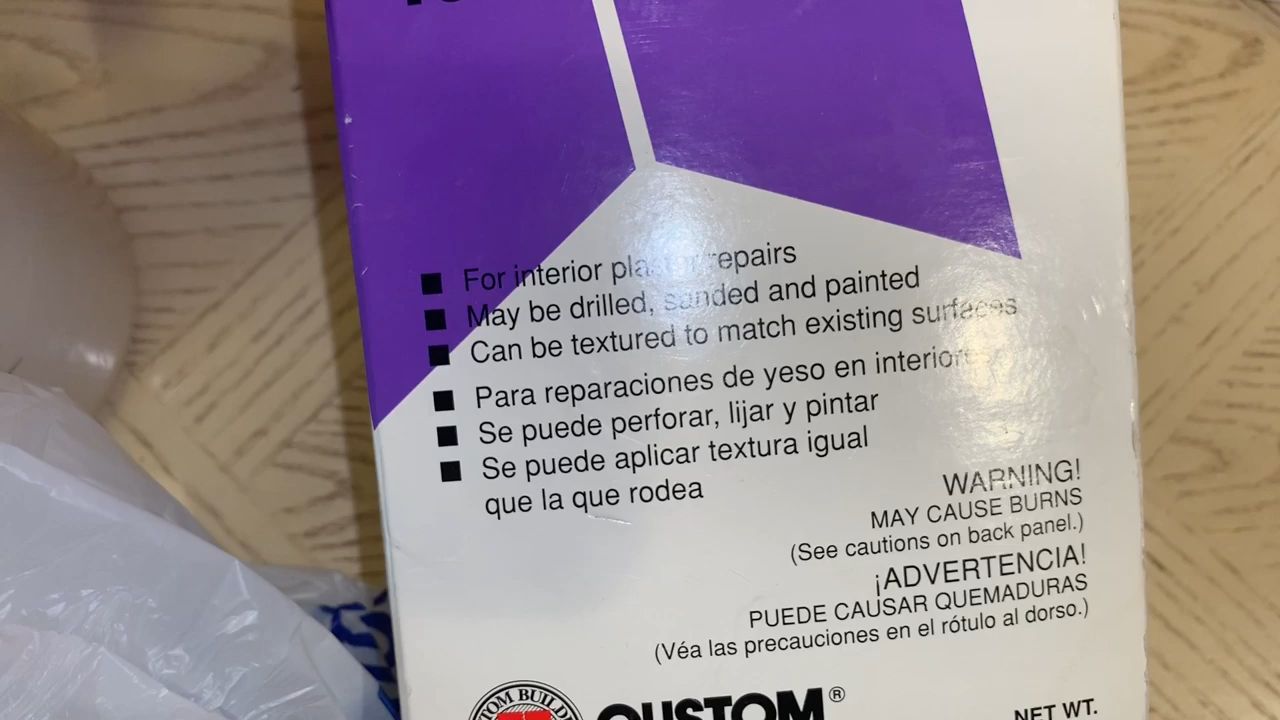 ■ For interior plaster repairs
■ May be drilled, sanded and painted
■ Can be textured to match existing surfaces
■ Para reparaciones de yeso en interiores
■ Se puede perforar, lijar y pintar
■ Se puede aplicar textura igual
que la que rodea
WARNING!
MAY CAUSE BURNS
(See cautions on back panel.)
¡ADVERTENCIA!
PUEDE CAUSAR QUEMADURAS
(Véa las precauciones en el rótulo al dorso.)
CUSTOM®
NET WT.